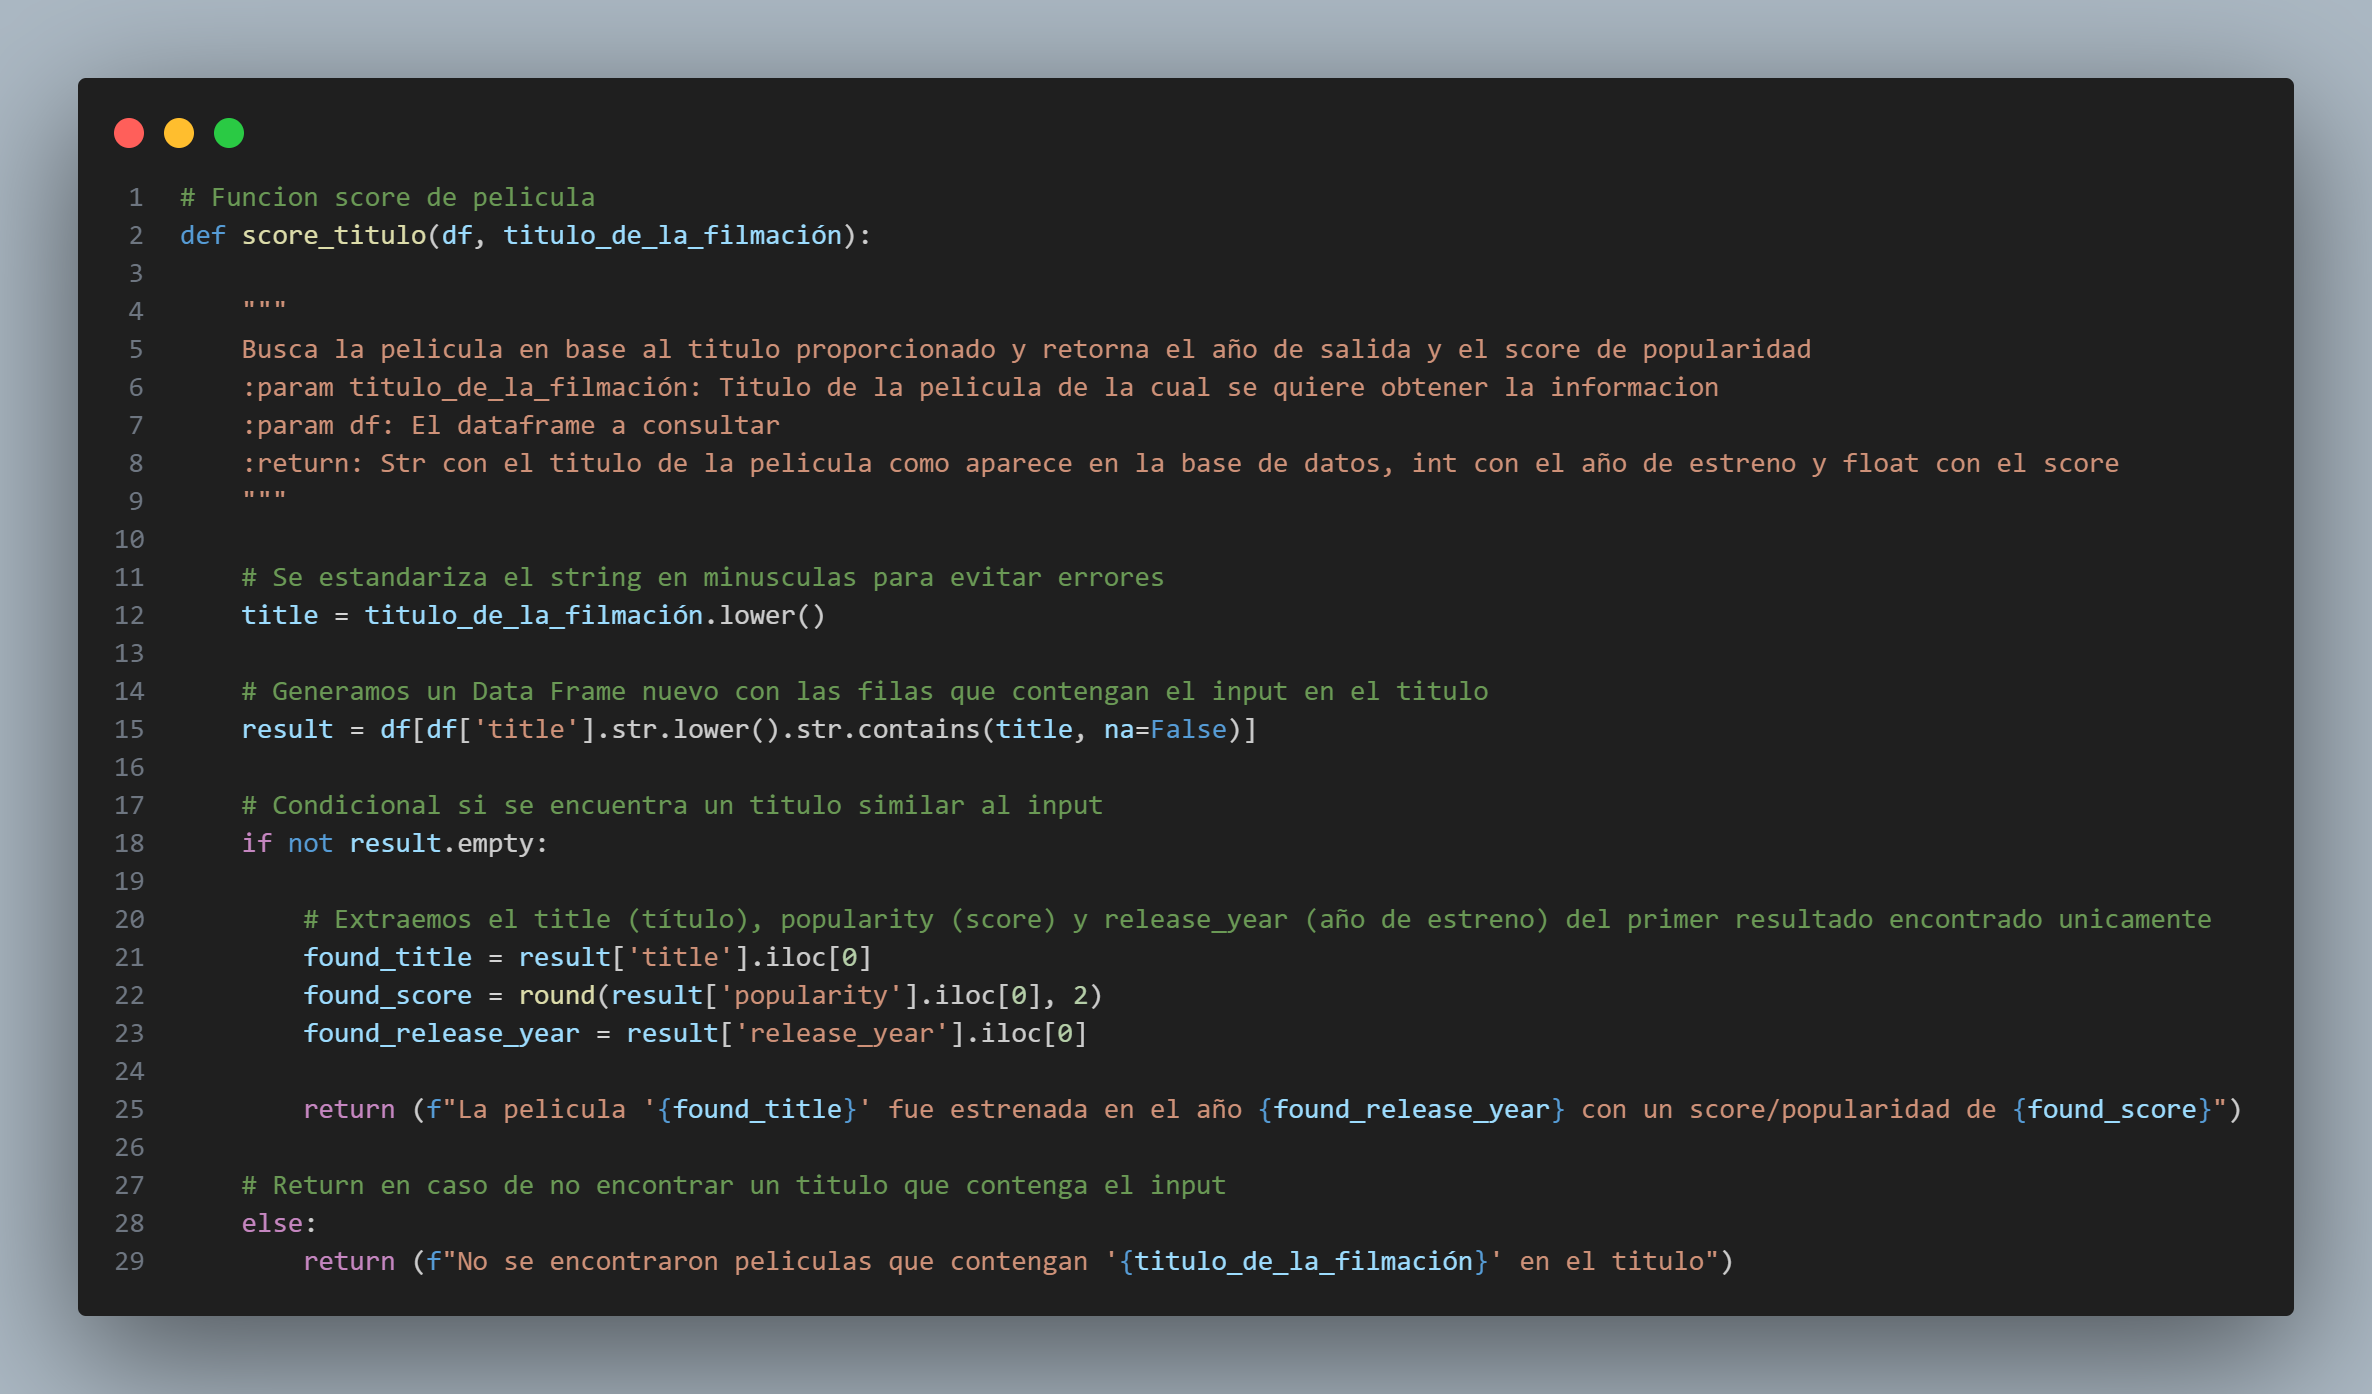 1 # Funcion score de pelicula
2 def score_titulo(df, titulo_de_la_filmación):
3
4     """
5     Busca la pelicula en base al titulo proporcionado y retorna el año de salida y el score de popularidad
6     :param titulo_de_la_filmación: Titulo de la pelicula de la cual se quiere obtener la informacion
7     :param df: El dataframe a consultar
8     :return: Str con el titulo de la pelicula como aparece en la base de datos, int con el año de estreno y float con el score
9     """
10
11     # Se estandariza el string en minusculas para evitar errores
12     title = titulo_de_la_filmación.lower()
13
14     # Generamos un Data Frame nuevo con las filas que contengan el input en el titulo
15     result = df[df['title'].str.lower().str.contains(title, na=False)]
16
17     # Condicional si se encuentra un titulo similar al input
18     if not result.empty:
19
20         # Extraemos el title (título), popularity (score) y release_year (año de estreno) del primer resultado encontrado unicamente
21         found_title = result['title'].iloc[0]
22         found_score = round(result['popularity'].iloc[0], 2)
23         found_release_year = result['release_year'].iloc[0]
24
25         return (f"La pelicula '{found_title}' fue estrenada en el año {found_release_year} con un score/popularidad de {found_score}")
26
27     # Return en caso de no encontrar un titulo que contenga el input
28     else:
29         return (f"No se encontraron peliculas que contengan '{titulo_de_la_filmación}' en el titulo")